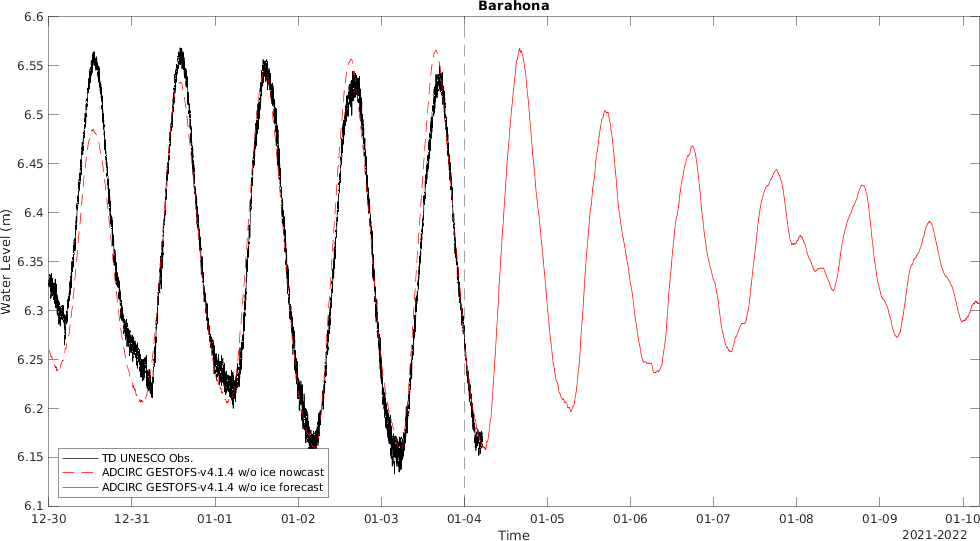 Barahona
6.6
6.55
6.5
6.45
6.4
6.35
6.3
6.25
6.2
6.15
6.1
Water Level (m)
TD UNESCO Obs.
ADCIRC GESTOFS-v4.1.4 w/o ice nowcast
ADCIRC GESTOFS-v4.1.4 w/o ice forecast
12-30 12-31 01-01 01-02 01-03 01-04 01-05 01-06 01-07 01-08 01-09 01-10
Time
2021-2022